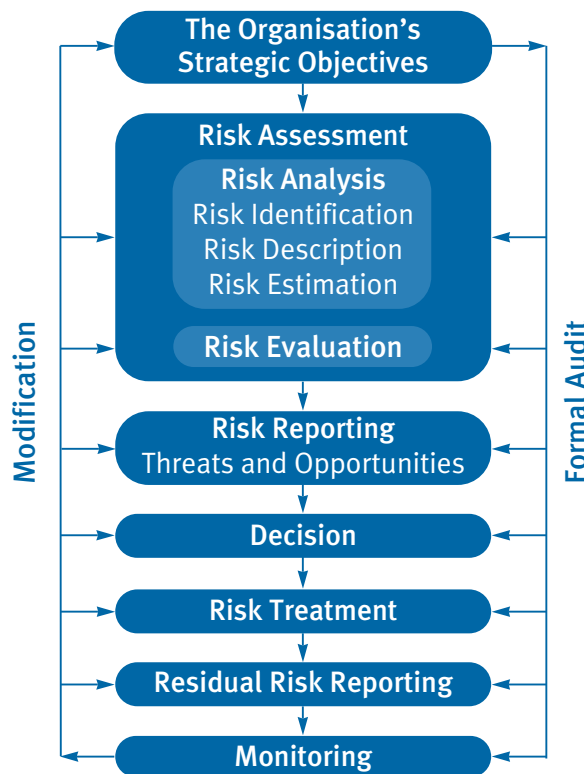 The Organisation’s
Strategic Objectives
Risk Assessment
Risk Analysis
Risk Identification
Risk Description
Risk Estimation
Risk Evaluation
Modification
Formal Audit
Risk Reporting
Threats and Opportunities
Decision
Risk Treatment
Residual Risk Reporting
Monitoring